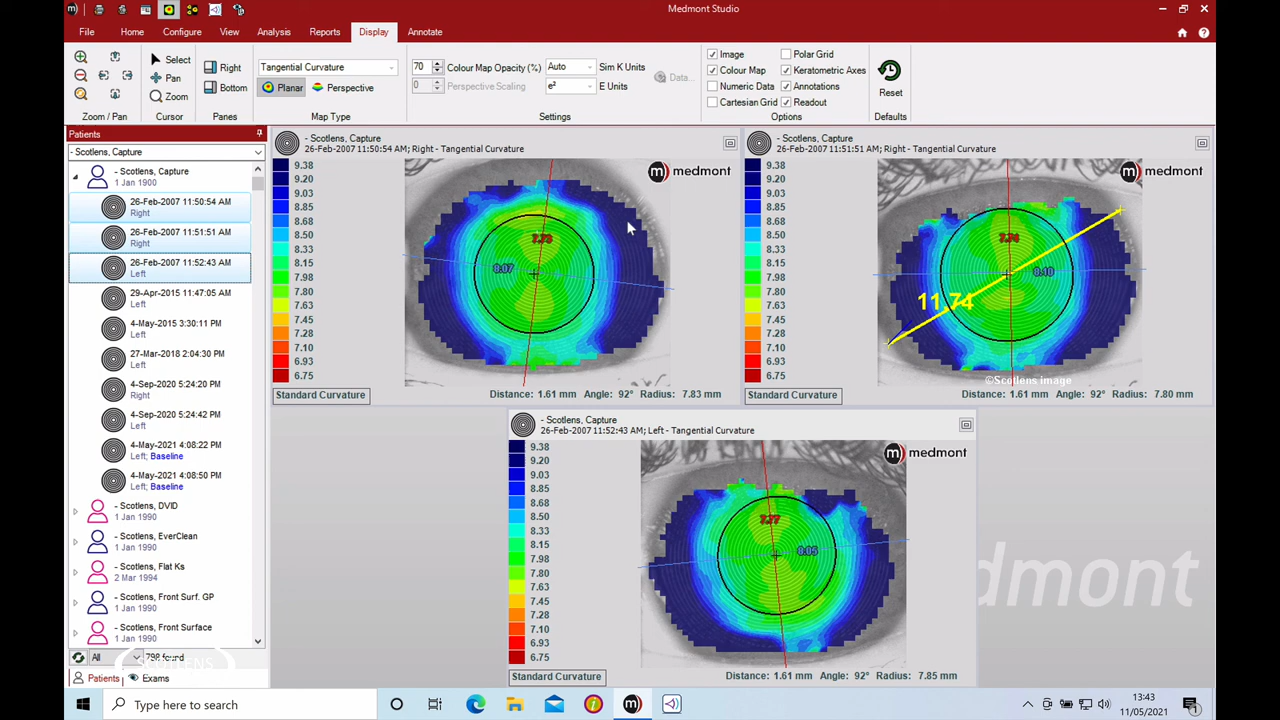 Medmont Studio
File Home Configure View Analysis Reports Display Annotate
Select
Pan
Zoom
Zoom / Pan
Cursor
Right
Bottom
Panes
Tangential Curvature
Planar
Perspective
Map Type
70 Colour Map Opacity (%)
0 Perspective Scaling
Auto Sim K Units
e² E Units
Data...
Settings
Image
Colour Map
Numeric Data
Cartesian Grid
Polar Grid
Keratometric Axes
Annotations
Readout
Options
Reset
Defaults
Patients
- Scotlens, Capture
- Scotlens, Capture
1 Jan 1900
26-Feb-2007 11:50:54 AM
Right
26-Feb-2007 11:51:51 AM
Right
26-Feb-2007 11:52:43 AM
Left
29-Apr-2015 11:47:05 AM
Left
4-May-2015 3:30:11 PM
Left
27-Mar-2018 2:04:30 PM
Left
4-Sep-2020 5:24:20 PM
Right
4-Sep-2020 5:24:42 PM
Left
4-May-2021 4:08:22 PM
Left; Baseline
4-May-2021 4:08:50 PM
Left; Baseline
- Scotlens, DVID
1 Jan 1990
- Scotlens, EverClean
1 Jan 1990
- Scotlens, Flat Ks
2 Mar 1994
- Scotlens, Front Surf. GP
1 Jan 1990
- Scotlens, Front Surface
1 Jan 1990
All 798 found
SCOTLENS
Patients Exams
- Scotlens, Capture
26-Feb-2007 11:50:54 AM; Right - Tangential Curvature
9.38
9.20
9.03
8.85
8.68
8.50
8.33
8.15
7.98
7.80
7.63
7.45
7.28
7.10
6.93
6.75
medmont
7.73
8.07
Standard Curvature
Distance: 1.61 mm Angle: 92° Radius: 7.83 mm
- Scotlens, Capture
26-Feb-2007 11:51:51 AM; Right - Tangential Curvature
9.38
9.20
9.03
8.85
8.68
8.50
8.33
8.15
7.98
7.80
7.63
7.45
7.28
7.10
6.93
6.75
medmont
7.74
8.10
11.74
©Scotlens image
Standard Curvature
Distance: 1.61 mm Angle: 92° Radius: 7.80 mm
- Scotlens, Capture
26-Feb-2007 11:52:43 AM; Left - Tangential Curvature
9.38
9.20
9.03
8.85
8.68
8.50
8.33
8.15
7.98
7.80
7.63
7.45
7.28
7.10
6.93
6.75
medmont
7.77
8.05
Standard Curvature
Distance: 1.61 mm Angle: 92° Radius: 7.85 mm
edmont
Type here to search
13:43
11/05/2021
1